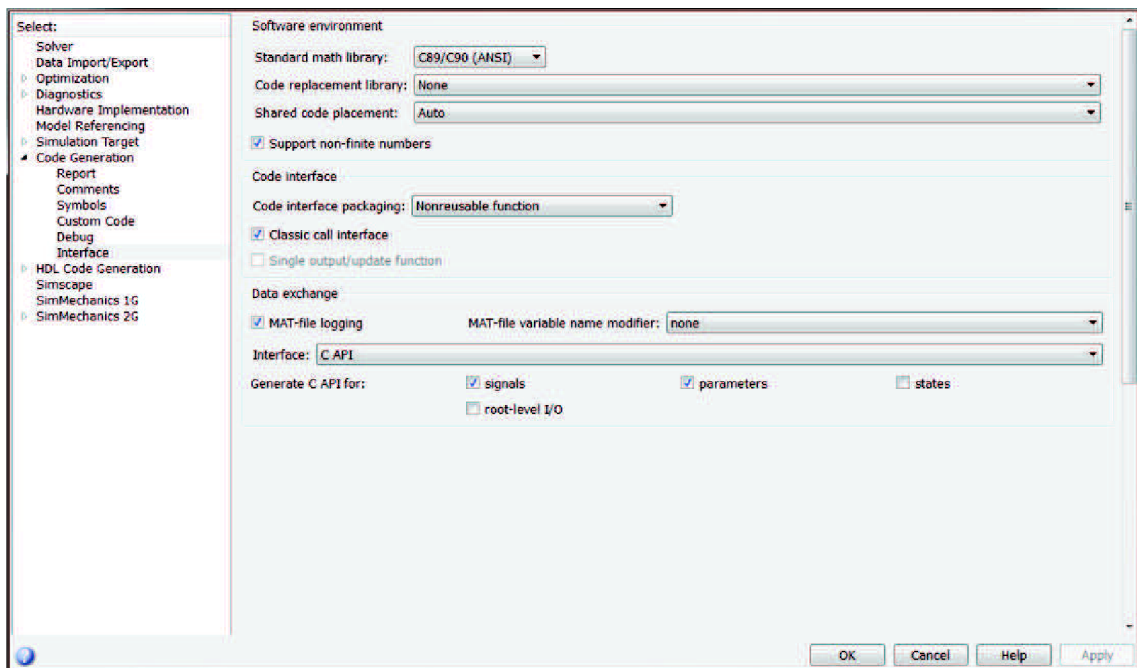 Select:
Solver
Data Import/Export
Optimization
Diagnostics
Hardware Implementation
Model Referencing
Simulation Target
Code Generation
Report
Comments
Symbols
Custom Code
Debug
Interface
HDL Code Generation
Simscape
SimMechanics 1G
SimMechanics 2G
Software environment
Standard math library: C89/C90 (ANSI)
Code replacement library: None
Shared code placement: Auto
Support non-finite numbers
Code interface
Code interface packaging: Nonreusable function
Classic call interface
Single output/update function
Data exchange
MAT-file logging MAT-file variable name modifier: none
Interface: C API
Generate C API for: signals parameters states
root-level I/O
OK Cancel Help Apply